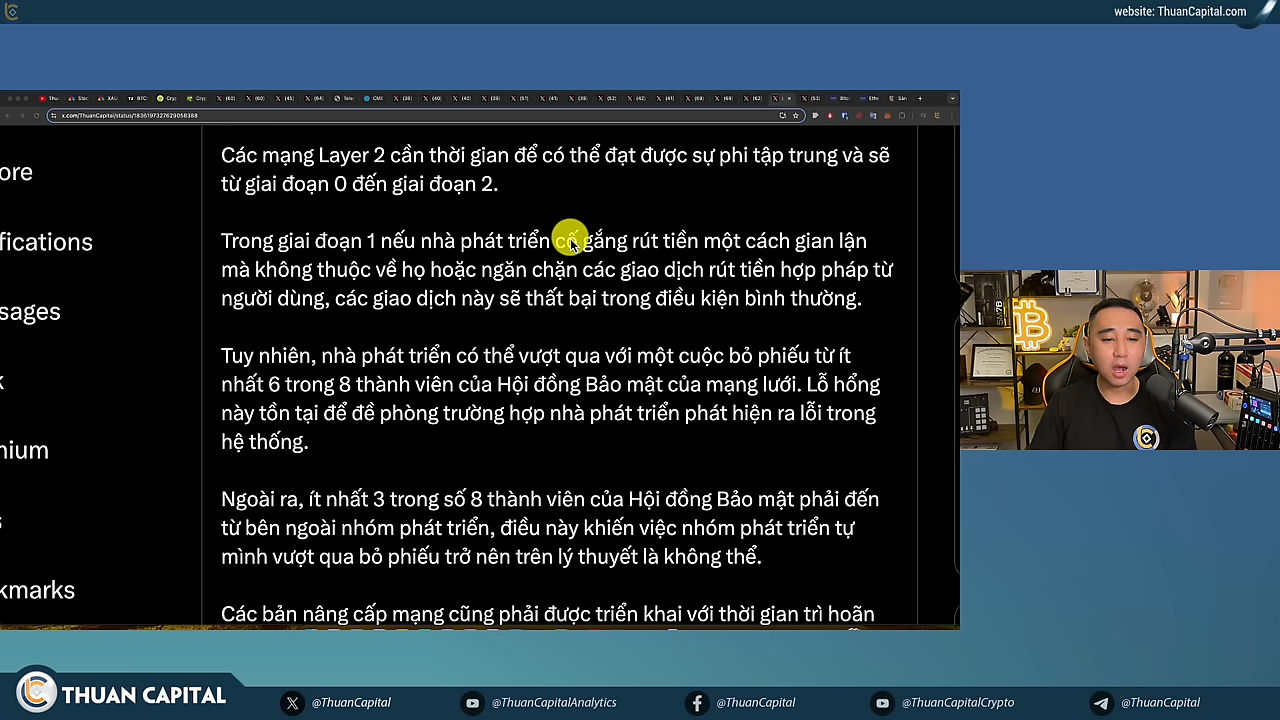 website: ThuanCapital.com
x.com/ThuanCapital/status/1836197327629058388
ore
Các mạng Layer 2 cần thời gian để có thể đạt được sự phi tập trung và sẽ
từ giai đoạn 0 đến giai đoạn 2.
fications
Trong giai đoạn 1 nếu nhà phát triển cố gắng rút tiền một cách gian lận
mà không thuộc về họ hoặc ngăn chặn các giao dịch rút tiền hợp pháp từ
người dùng, các giao dịch này sẽ thất bại trong điều kiện bình thường.
sages
Tuy nhiên, nhà phát triển có thể vượt qua với một cuộc bỏ phiếu từ ít
nhất 6 trong 8 thành viên của Hội đồng Bảo mật của mạng lưới. Lỗ hổng
này tồn tại để đề phòng trường hợp nhà phát triển phát hiện ra lỗi trong
hệ thống.
nium
Ngoài ra, ít nhất 3 trong số 8 thành viên của Hội đồng Bảo mật phải đến
từ bên ngoài nhóm phát triển, điều này khiến việc nhóm phát triển tự
mình vượt qua bỏ phiếu trở nên trên lý thuyết là không thể.
kmarks
Các bản nâng cấp mạng cũng phải được triển khai với thời gian trì hoãn
THUAN CAPITAL
@ThuanCapital
@ThuanCapitalAnalytics
@ThuanCapital
@ThuanCapitalCrypto
@ThuanCapital